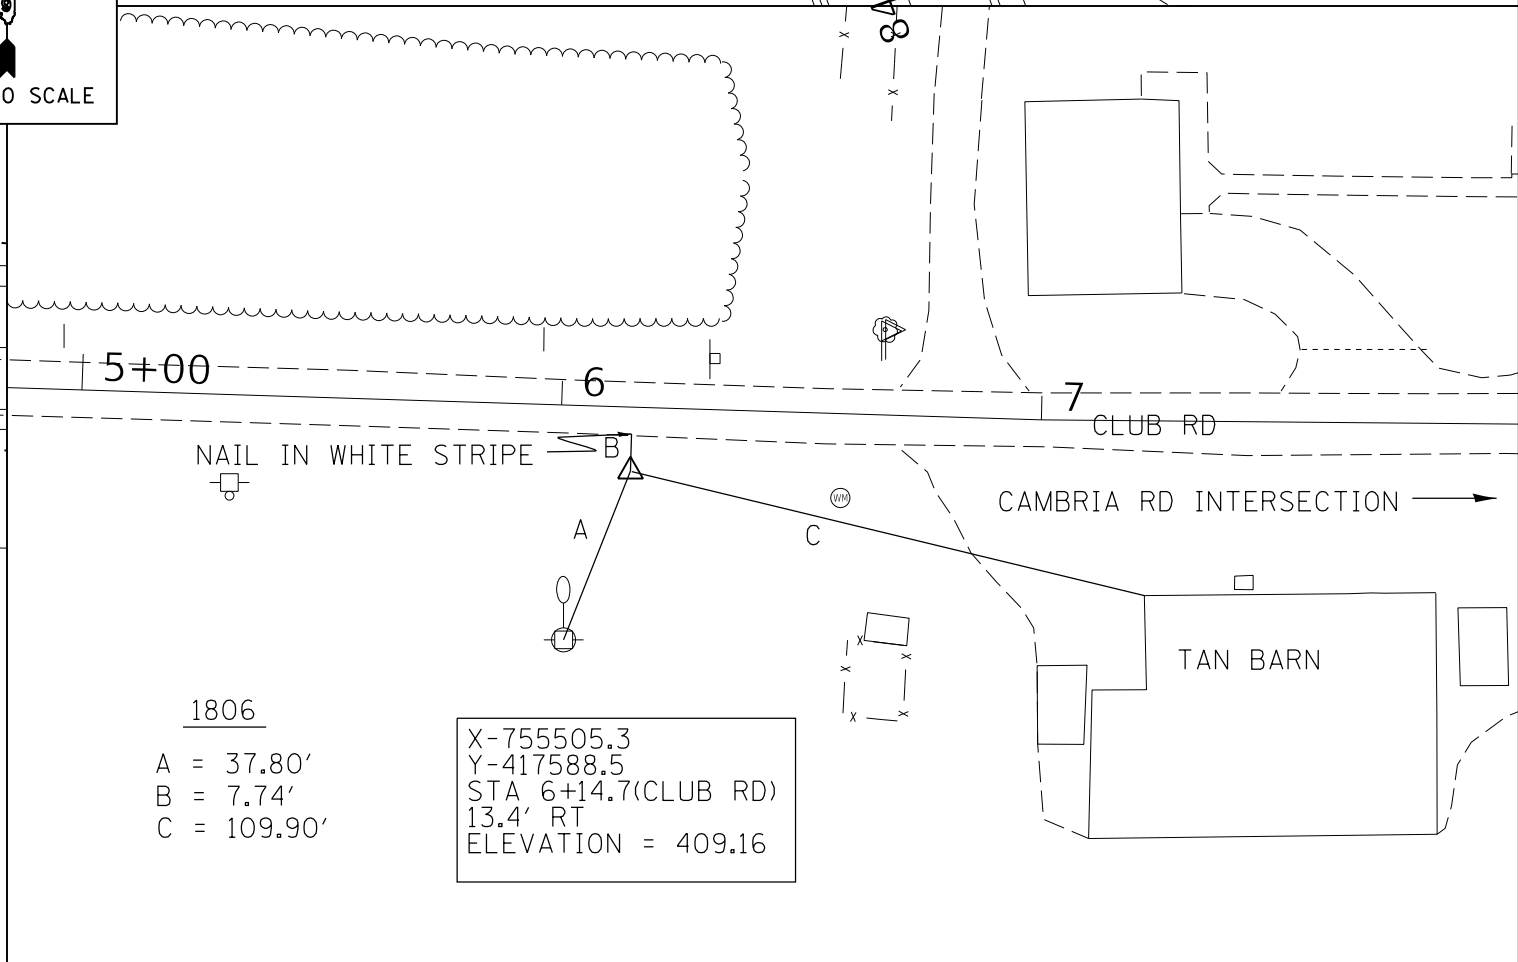 O SCALE
84
X
X
X
5+00
6
7
CLUB RD
NAIL IN WHITE STRIPE
B
CAMBRIA RD INTERSECTION
WM
A
C
X
X
X
X
X
TAN BARN
1806
A = 37.80'
B = 7.74'
C = 109.90'
X-755505.3
Y-417588.5
STA 6+14.7(CLUB RD)
13.4' RT
ELEVATION = 409.16